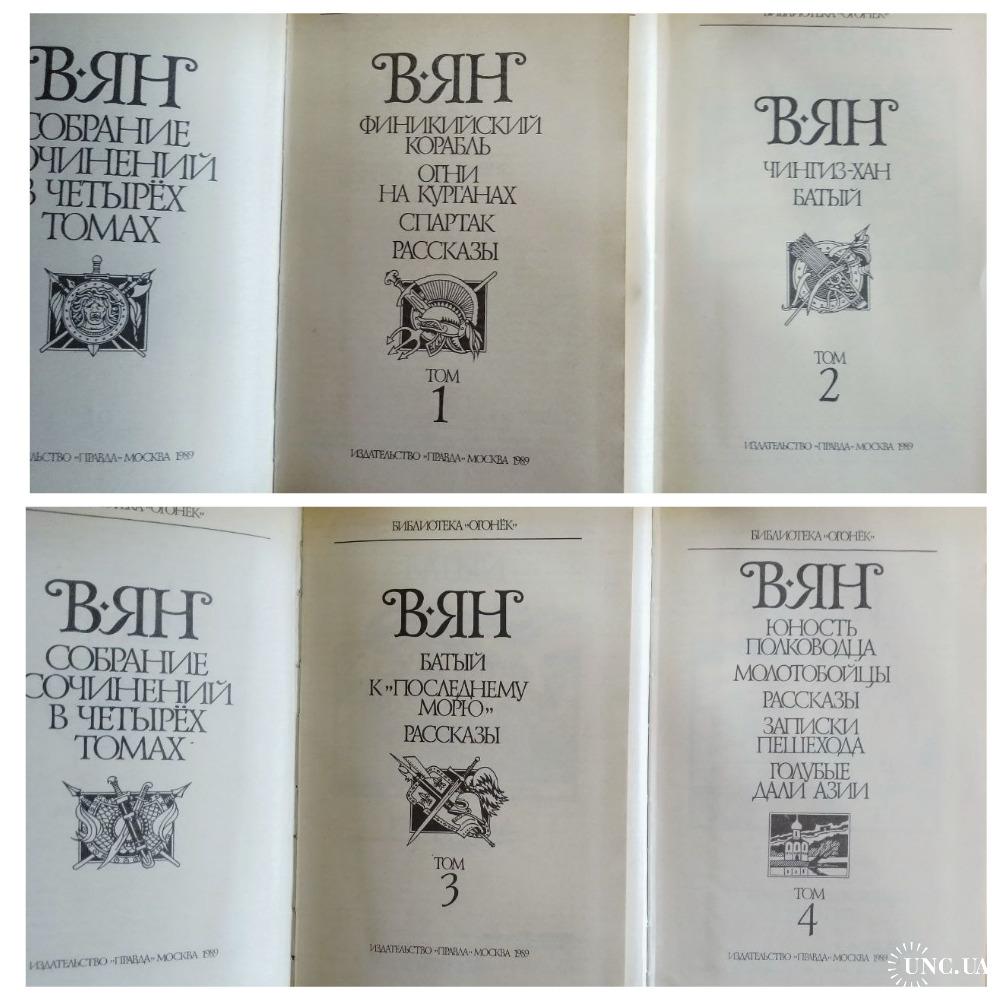 В·ЯН
СОБРАНИЕ
СОЧИНЕНИЙ
В ЧЕТЫРЁХ
ТОМАХ
«ПРАВДА» МОСКВА 1989
В·ЯН
ФИНИКИЙСКИЙ
КОРАБЛЬ
ОГНИ
НА КУРГАНАХ
СПАРТАК
РАССКАЗЫ
ТОМ
1
ИЗДАТЕЛЬСТВО «ПРАВДА» МОСКВА 1989
БИБЛИОТЕКА «ОГОНЁК»
В·ЯН
ЧИНГИЗ-ХАН
БАТЫЙ
ТОМ
2
ИЗДАТЕЛЬСТВО «ПРАВДА» МОСКВА 1989
«ОГОНЁК»
В·ЯН
СОБРАНИЕ
СОЧИНЕНИЙ
В ЧЕТЫРЁХ
ТОМАХ
ИЗДАТЕЛЬСТВО «ПРАВДА» МОСКВА 1989
БИБЛИОТЕКА «ОГОНЁК»
В·ЯН
БАТЫЙ
К „ПОСЛЕДНЕМУ
МОРЮ"
РАССКАЗЫ
ТОМ
3
ИЗДАТЕЛЬСТВО «ПРАВДА» МОСКВА 1989
БИБЛИОТЕКА «ОГОНЁК»
В·ЯН
ЮНОСТЬ
ПОЛКОВОДЦА
МОЛОТОБОЙЦЫ
РАССКАЗЫ
ЗАПИСКИ
ПЕШЕХОДА
ГОЛУБЫЕ
ДАЛИ АЗИИ
ТОМ
4
ИЗДАТЕЛЬСТВО «ПРАВДА» МОСКВА 1989
UNC.UA